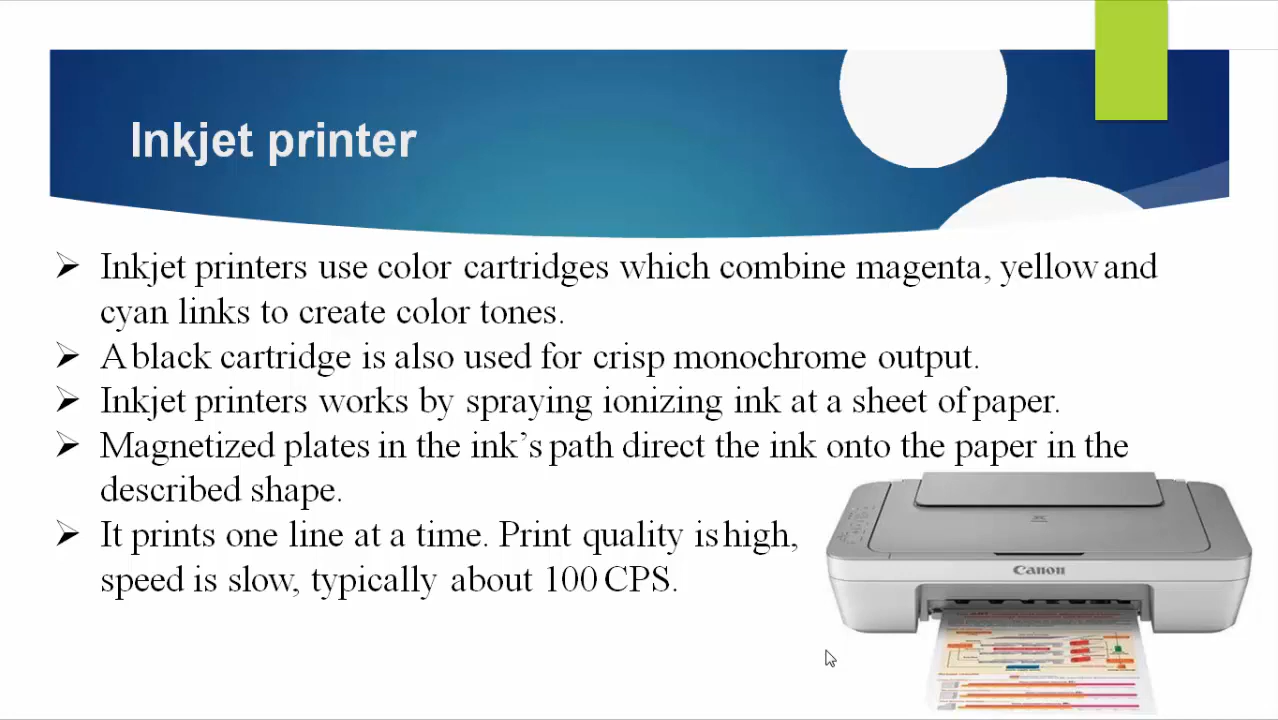 Inkjet printer
➢ Inkjet printers use color cartridges which combine magenta, yellow and
cyan links to create color tones.
➢ A black cartridge is also used for crisp monochrome output.
➢ Inkjet printers works by spraying ionizing ink at a sheet of paper.
➢ Magnetized plates in the ink’s path direct the ink onto the paper in the
described shape.
➢ It prints one line at a time. Print quality is high,
speed is slow, typically about 100 CPS.
Canon